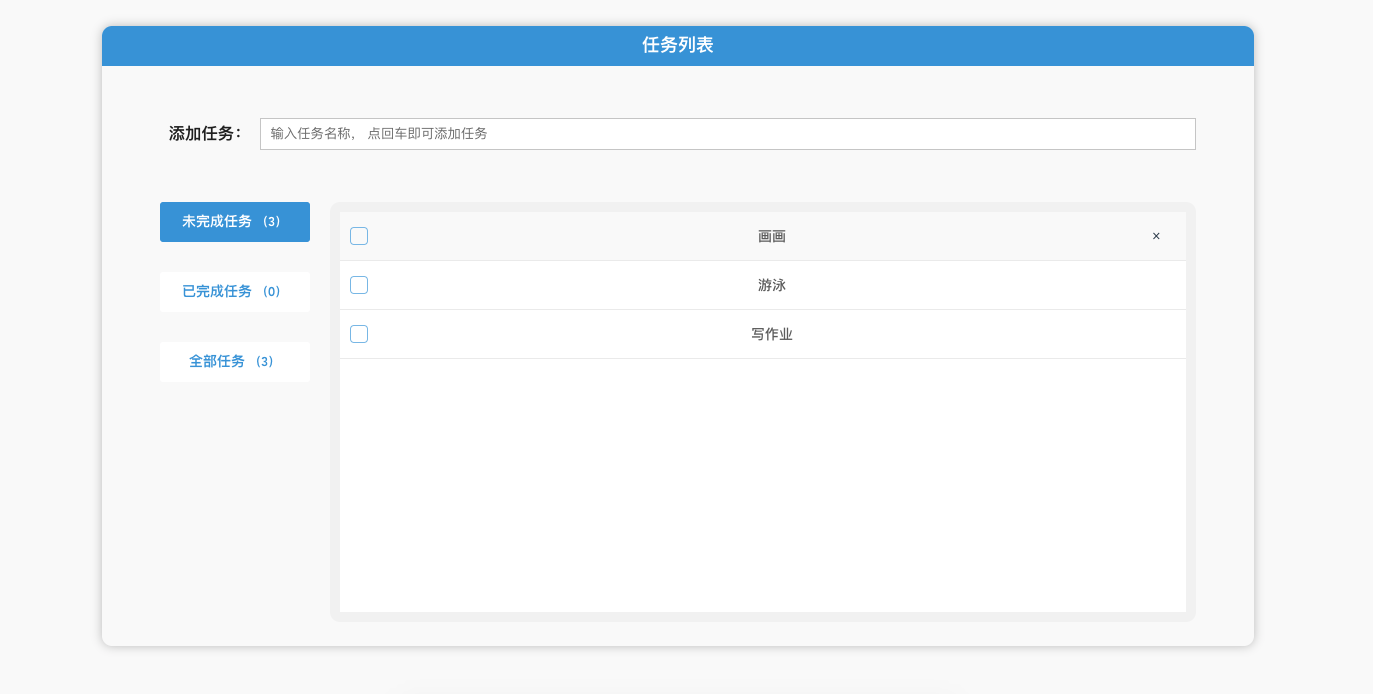 任务列表
添加任务：
输入任务名称， 点回车即可添加任务
未完成任务 （3）
已完成任务 （0）
全部任务 （3）
画画 ×
游泳
写作业